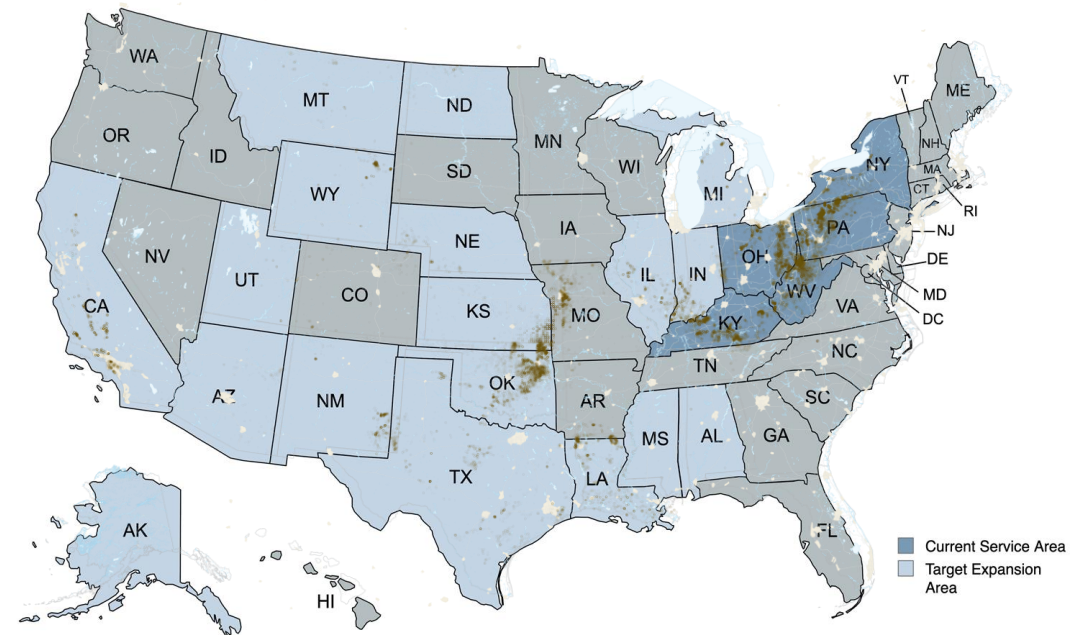 WA
OR
ID
MT
ND
MN
SD
WY
NE
IA
WI
MI
NV
UT
CO
KS
MO
IL
IN
OH
KY
WV
PA
NY
VT
ME
NH
MA
CT
RI
NJ
DE
MD
DC
VA
NC
SC
TN
GA
FL
AL
MS
AR
LA
OK
TX
NM
AZ
CA
AK
HI
Current Service Area
Target Expansion
Area